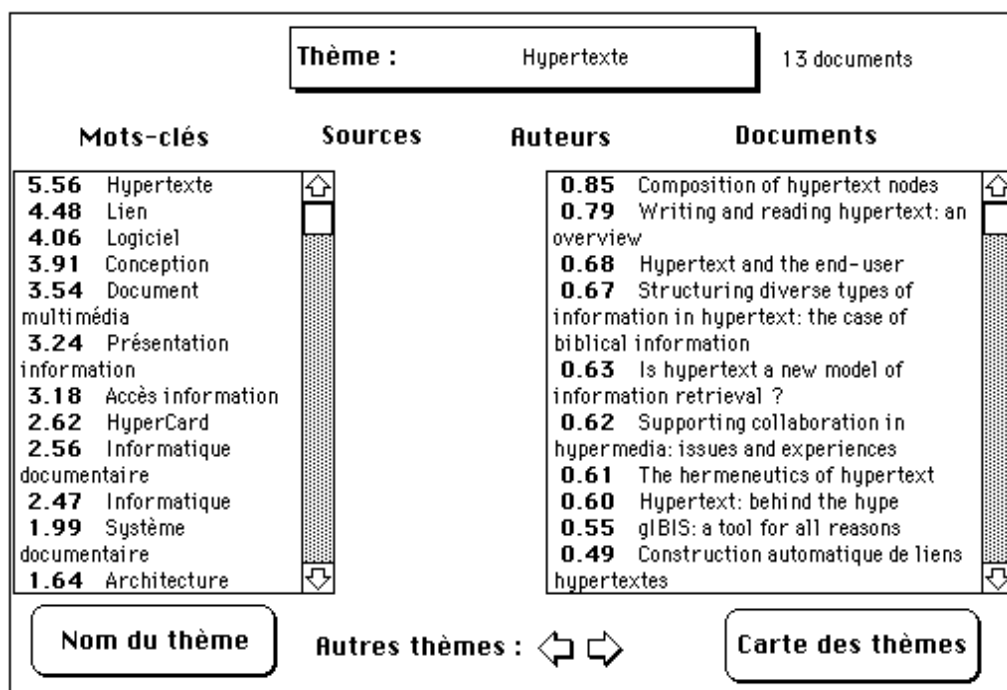 Thème : Hypertexte 13 documents
Mots-clés Sources Auteurs Documents
5.56 Hypertexte
4.48 Lien
4.06 Logiciel
3.91 Conception
3.54 Document
multimédia
3.24 Présentation
information
3.18 Accès information
2.62 HyperCard
2.56 Informatique
documentaire
2.47 Informatique
1.99 Système
documentaire
1.64 Architecture
0.85 Composition of hypertext nodes
0.79 Writing and reading hypertext: an
overview
0.68 Hypertext and the end-user
0.67 Structuring diverse types of
information in hypertext: the case of
biblical information
0.63 Is hypertext a new model of
information retrieval ?
0.62 Supporting collaboration in
hypermedia: issues and experiences
0.61 The hermeneutics of hypertext
0.60 Hypertext: behind the hype
0.55 gIBIS: a tool for all reasons
0.49 Construction automatique de liens
hypertextes
Nom du thème Autres thèmes : Carte des thèmes